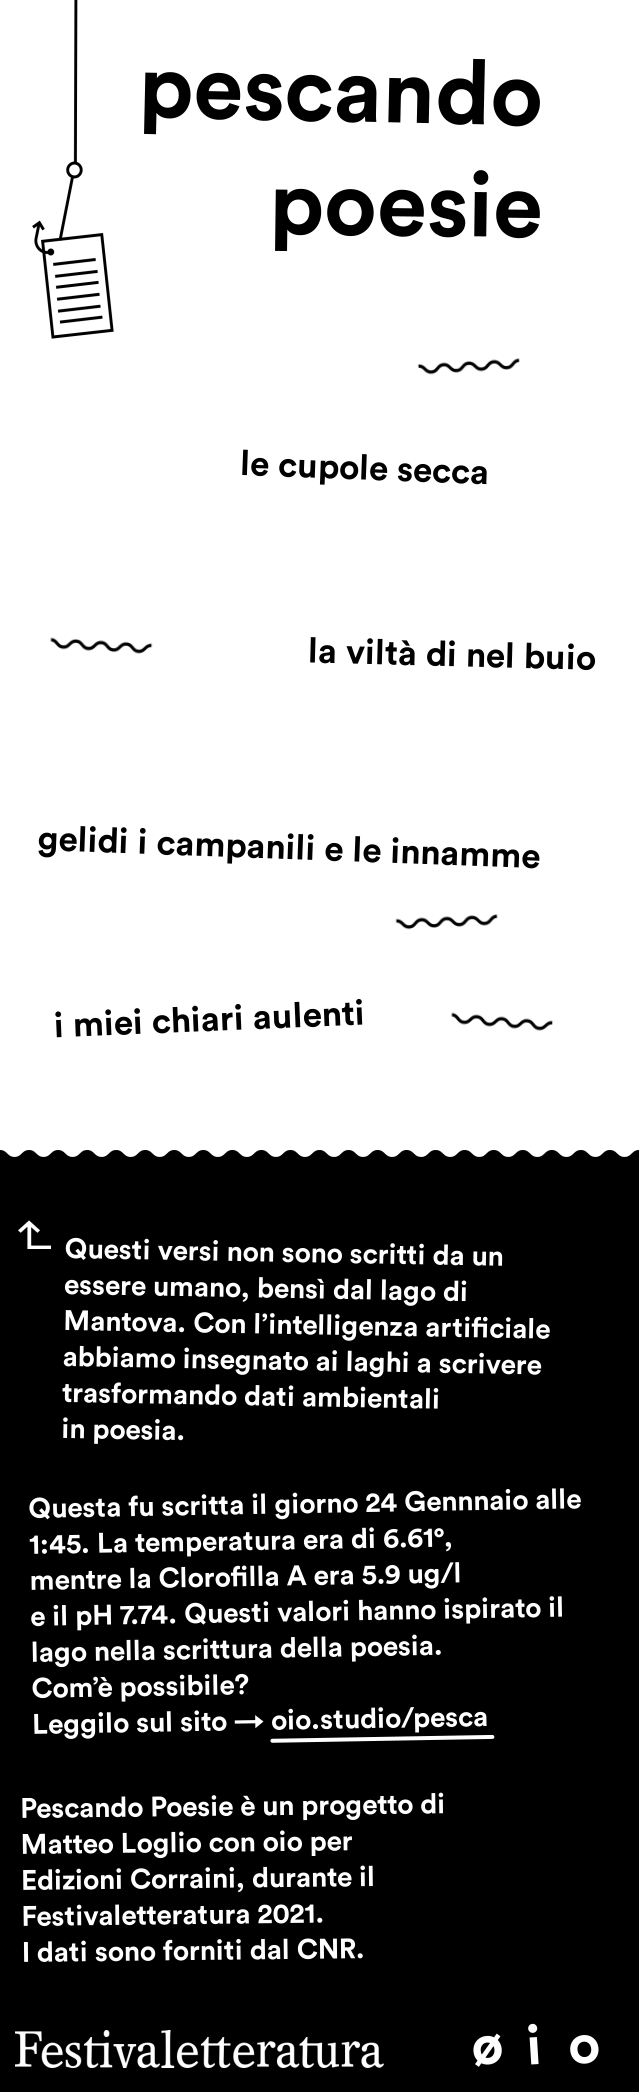 pescando
poesie
le cupole secca
la viltà di nel buio
gelidi i campanili e le innamme
i miei chiari aulenti
Questi versi non sono scritti da un
essere umano, bensì dal lago di
Mantova. Con l’intelligenza artificiale
abbiamo insegnato ai laghi a scrivere
trasformando dati ambientali
in poesia.
Questa fu scritta il giorno 24 Gennnaio alle
1:45. La temperatura era di 6.61°,
mentre la Clorofilla A era 5.9 ug/l
e il pH 7.74. Questi valori hanno ispirato il
lago nella scrittura della poesia.
Com’è possibile?
Leggilo sul sito → oio.studio/pesca
Pescando Poesie è un progetto di
Matteo Loglio con oio per
Edizioni Corraini, durante il
Festivaletteratura 2021.
I dati sono forniti dal CNR.
Festivaletteratura ø i o